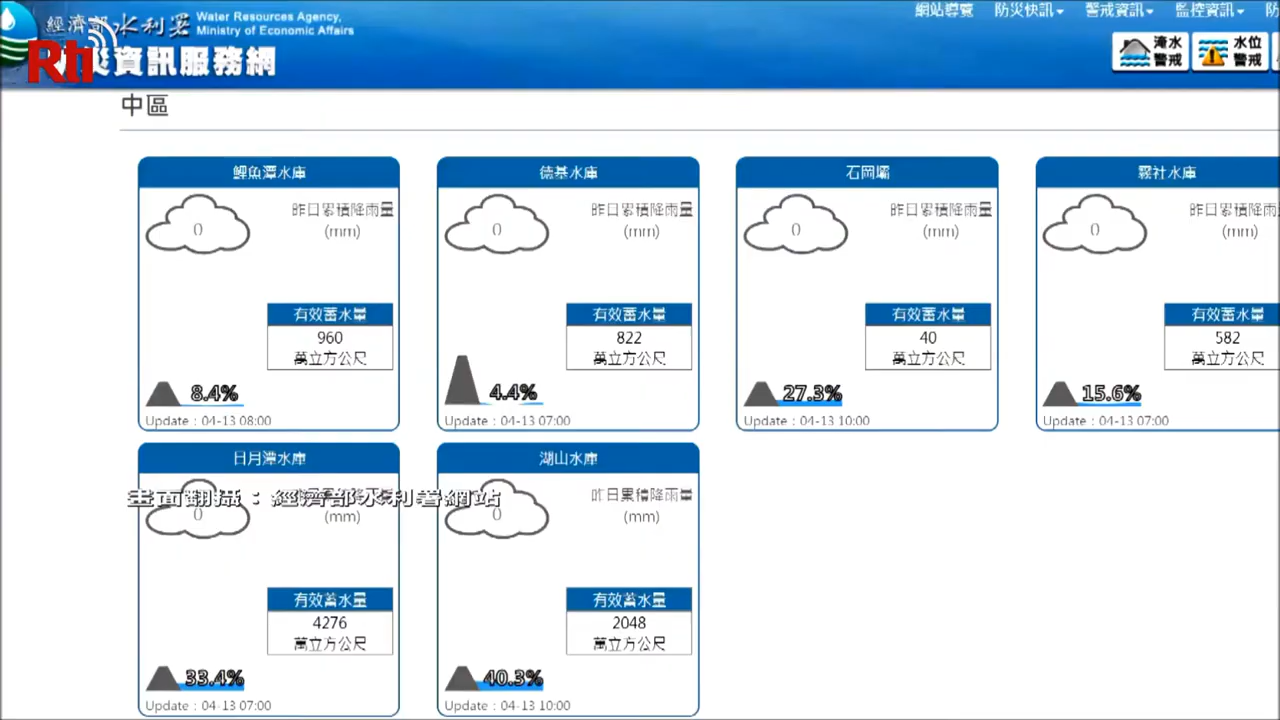 經濟部水利署 Water Resources Agency,
Ministry of Economic Affairs
Rti
災資訊服務網
網站導覽 防災快訊 警戒資訊 監控資訊 防
淹水
警戒
水位
警戒
中區
鯉魚潭水庫
0
昨日累積降雨量
(mm)
有效蓄水量
960
萬立方公尺
8.4%
Update：04-13 08:00
德基水庫
0
昨日累積降雨量
(mm)
有效蓄水量
822
萬立方公尺
4.4%
Update：04-13 07:00
石岡壩
0
昨日累積降雨量
(mm)
有效蓄水量
40
萬立方公尺
27.3%
Update：04-13 10:00
霧社水庫
0
昨日累積降雨
(mm)
有效蓄水量
582
萬立方公尺
15.6%
Update：04-13 07:00
日月潭水庫
畫面翻攝：經濟部水利署網站
0
(mm)
有效蓄水量
4276
萬立方公尺
33.4%
Update：04-13 07:00
湖山水庫
0
昨日累積降雨量
(mm)
有效蓄水量
2048
萬立方公尺
40.3%
Update：04-13 10:00